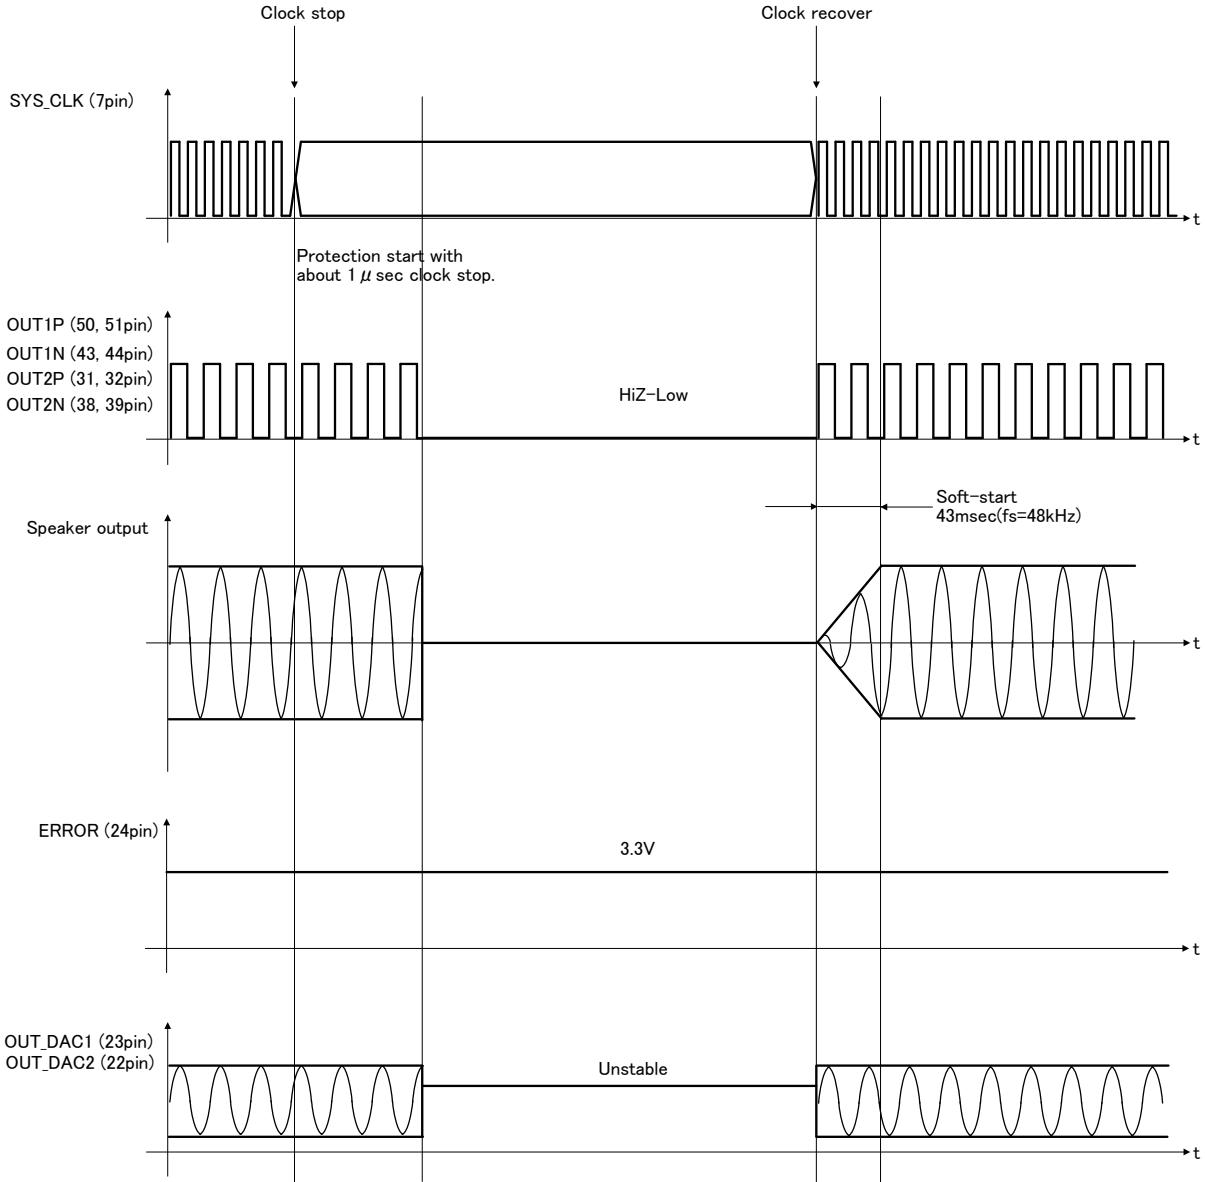 Clock stop
Clock recover
SYS_CLK (7pin)
t
Protection start with
about 1 μ sec clock stop.
OUT1P (50, 51pin)
OUT1N (43, 44pin)
OUT2P (31, 32pin)
OUT2N (38, 39pin)
HiZ-Low
t
Soft-start
43msec(fs=48kHz)
Speaker output
t
ERROR (24pin)
3.3V
t
OUT_DAC1 (23pin)
OUT_DAC2 (22pin)
Unstable
t